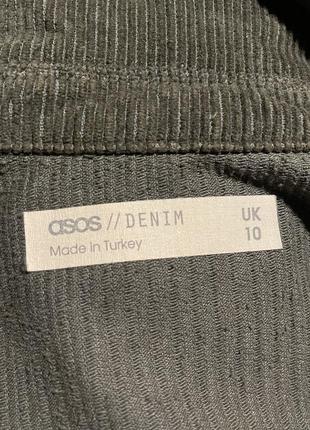 asos // DENIM UK
Made in Turkey 10